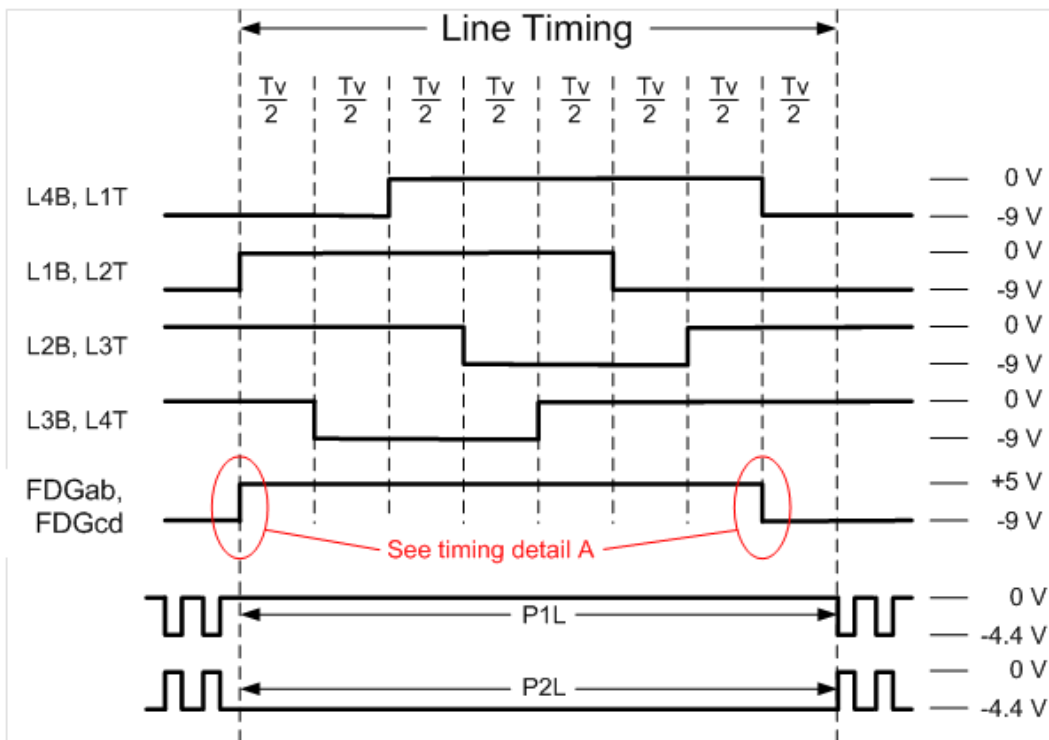 Line Timing
Tv/2 Tv/2 Tv/2 Tv/2 Tv/2 Tv/2 Tv/2 Tv/2
L4B, L1T
0 V
-9 V
L1B, L2T
0 V
-9 V
L2B, L3T
0 V
-9 V
L3B, L4T
0 V
-9 V
FDGab,
FDGcd
+5 V
-9 V
See timing detail A
P1L
0 V
-4.4 V
P2L
0 V
-4.4 V